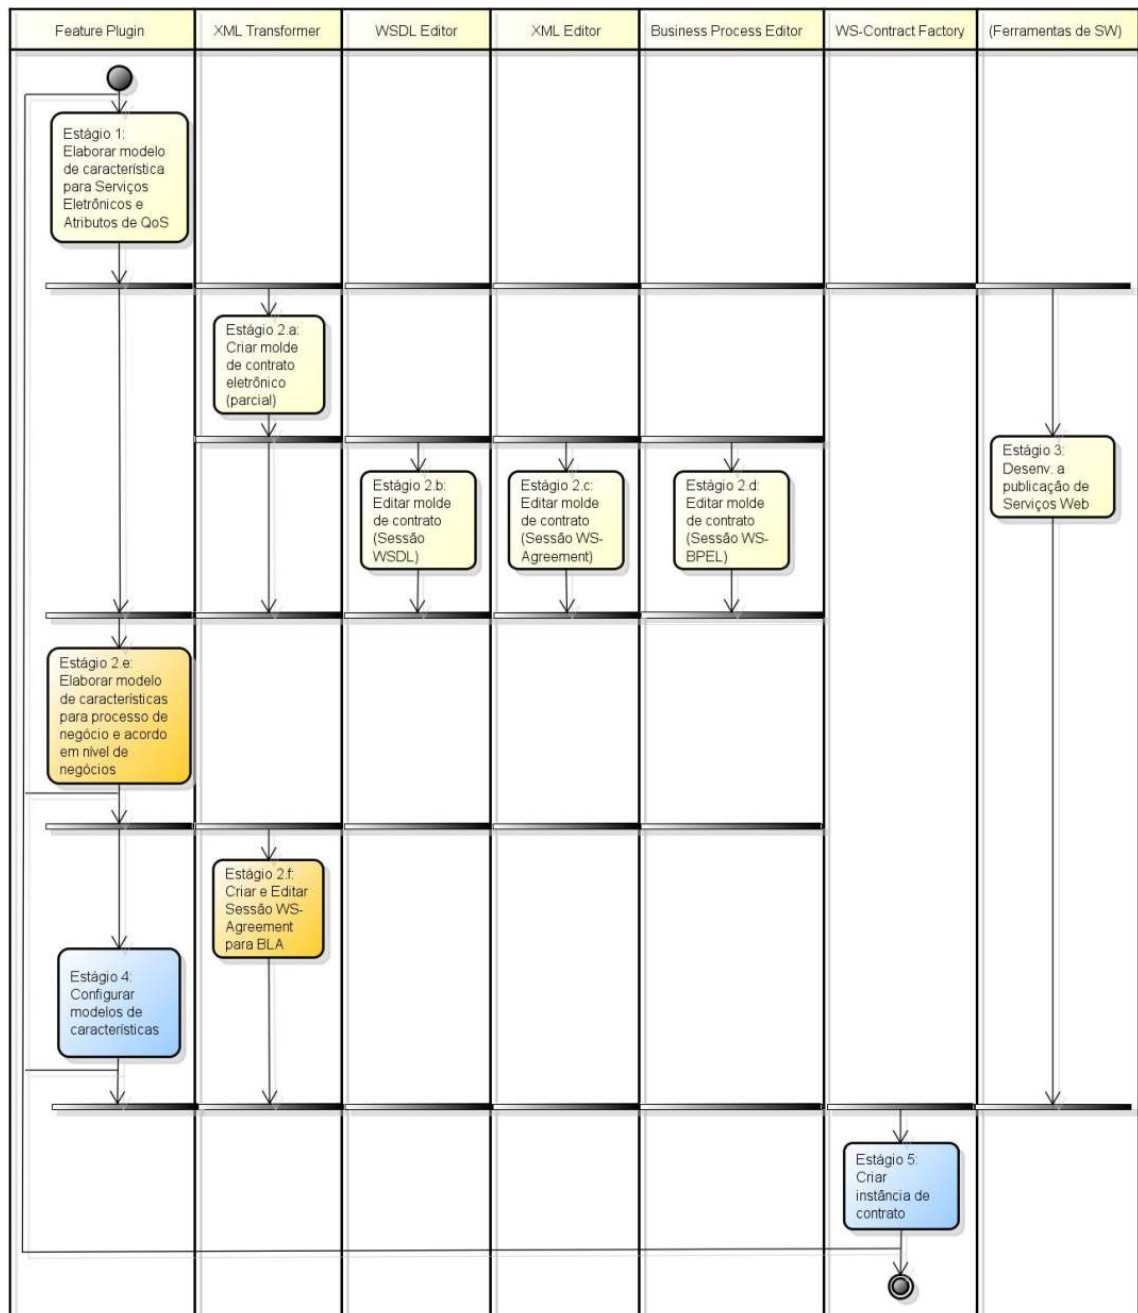 Feature Plugin
XML Transformer
WSDL Editor
XML Editor
Business Process Editor
WS-Contract Factory
(Ferramentas de SW)
Estágio 1:
Elaborar modelo
de característica
para Serviços
Eletrônicos e
Atributos de QoS
Estágio 2.a:
Criar molde
de contrato
eletrônico
(parcial)
Estágio 2.b:
Editar molde
de contrato
(Sessão
WSDL)
Estágio 2.c:
Editar molde
de contrato
(Sessão WS-
Agreement)
Estágio 2.d:
Editar molde
de contrato
(Sessão WS-
BPEL)
Estágio 3:
Desenv. a
publicação de
Serviços Web
Estágio 2.e:
Elaborar modelo
de características
para processo de
negócio e acordo
em nível de
negócios
Estágio 2.f:
Criar e Editar
Sessão WS-
Agreement
para BLA
Estágio 4:
Configurar
modelos de
características
Estágio 5:
Criar
instância de
contrato